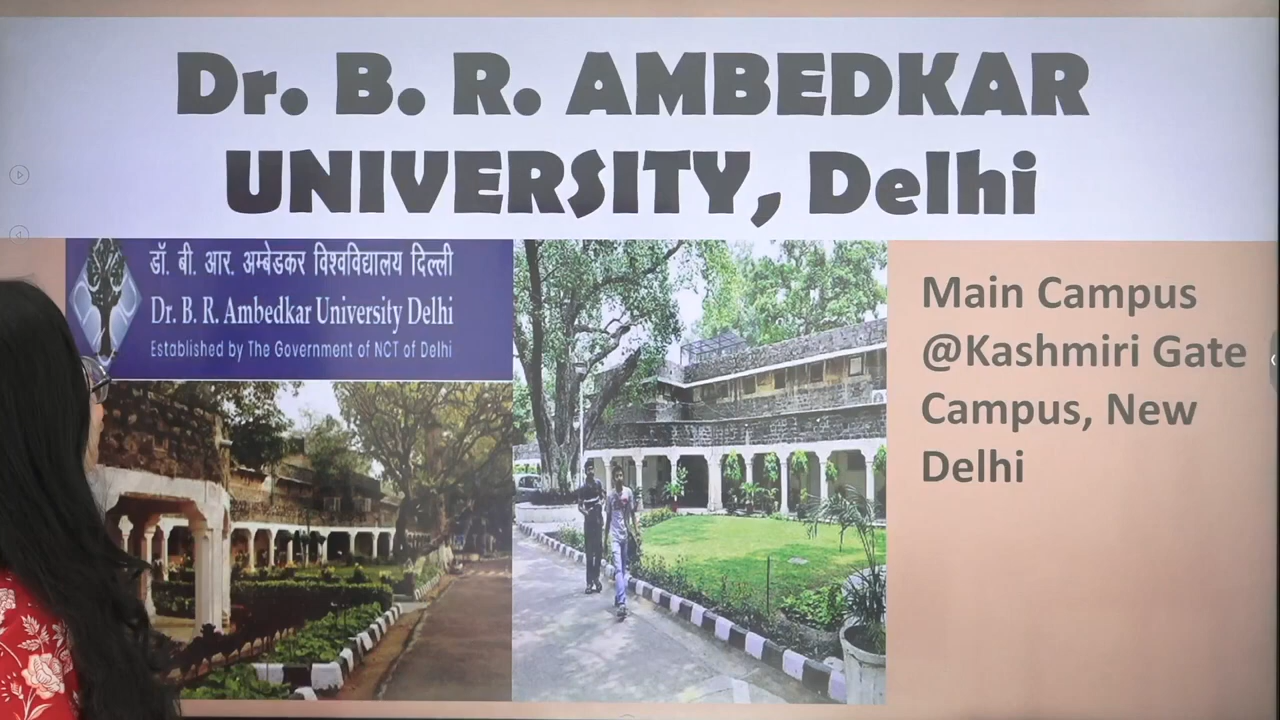 Dr. B. R. AMBEDKAR
UNIVERSITY, Delhi
डॉ. बी. आर. अम्बेडकर विश्वविद्यालय दिल्ली
Dr. B. R. Ambedkar University Delhi
Established by The Government of NCT of Delhi
Main Campus
@Kashmiri Gate
Campus, New
Delhi